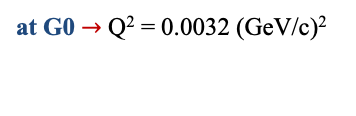 at G0 → Q² = 0.0032 (GeV/c)²